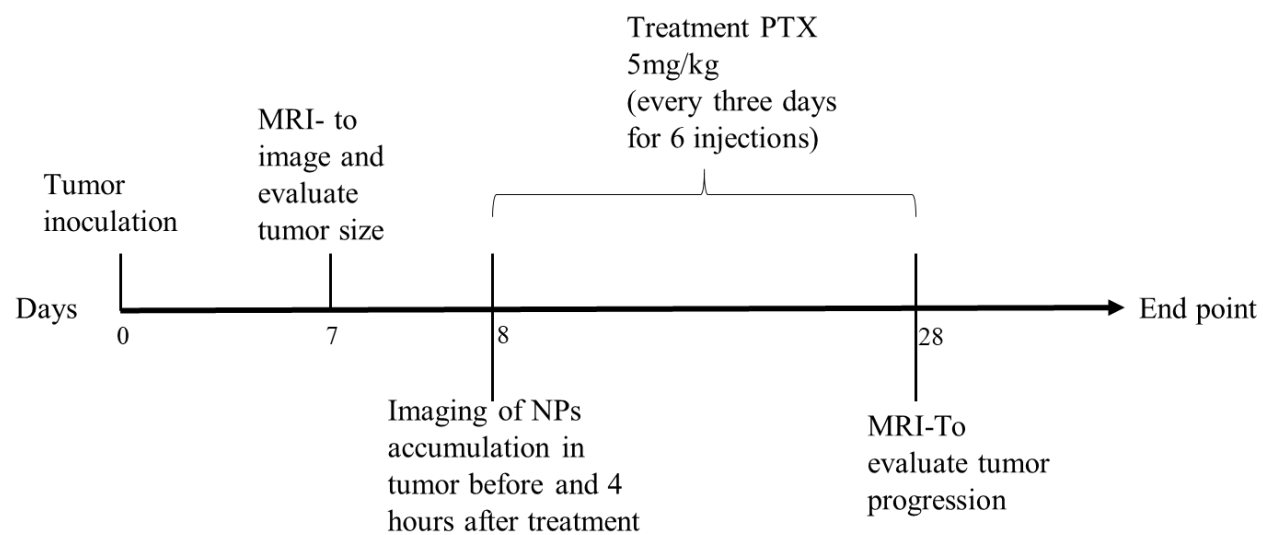 Treatment PTX
5mg/kg
(every three days
for 6 injections)
MRI- to
image and
evaluate
tumor size
Tumor
inoculation
Days
End point
0
7
8
28
Imaging of NPs
accumulation in
tumor before and 4
hours after treatment
MRI-To
evaluate tumor
progression